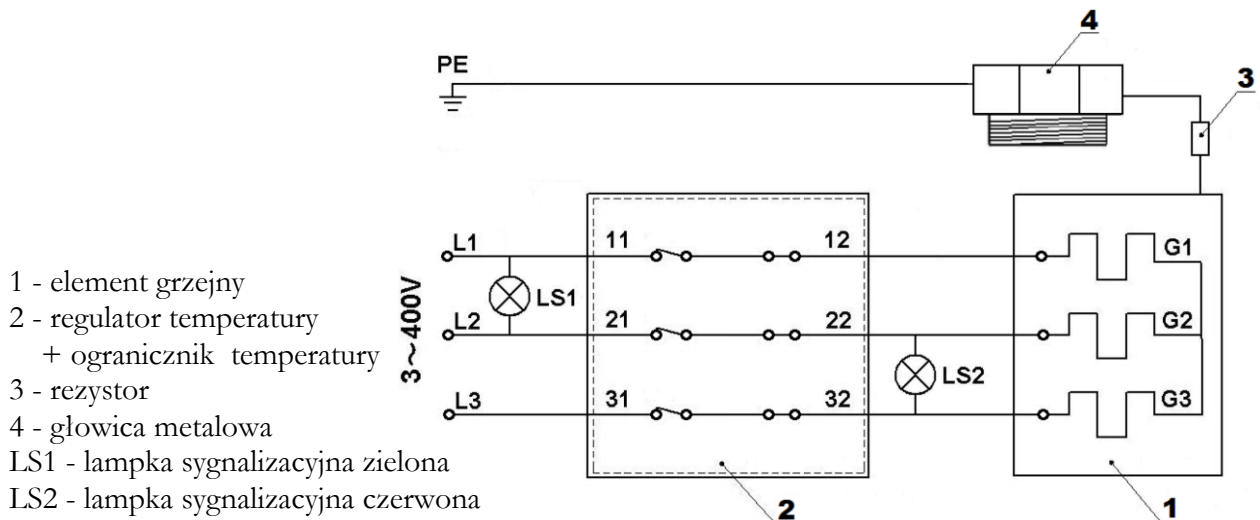 4
PE
3
L1
11
12
G1
LS1
L2
21
22
G2
3~400V
LS2
L3
31
32
G3
2
1
1 - element grzejny
2 - regulator temperatury
+ ogranicznik temperatury
3 - rezystor
4 - głowica metalowa
LS1 - lampka sygnalizacyjna zielona
LS2 - lampka sygnalizacyjna czerwona